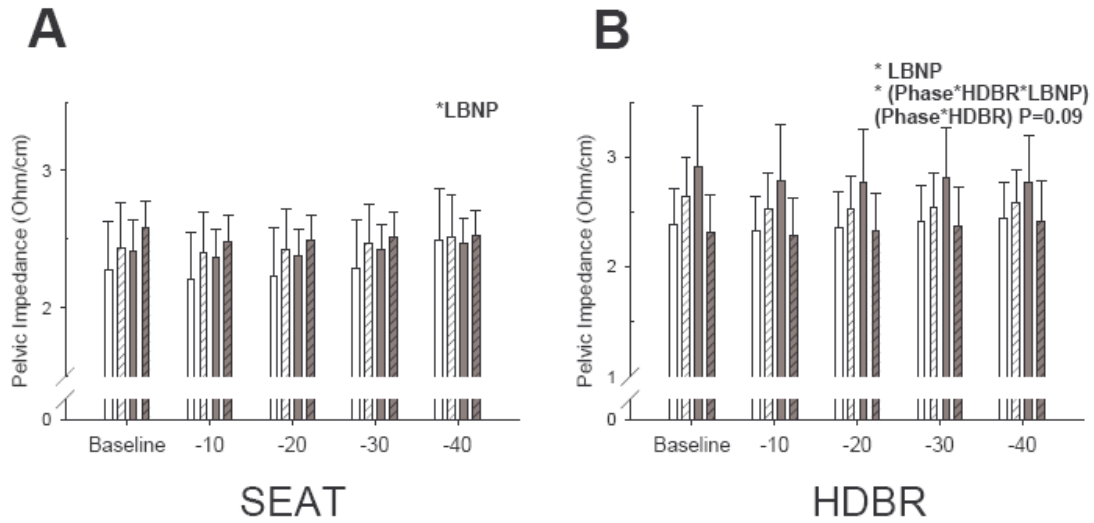 A
*LBNP
Pelvic Impedance (Ohm/cm)
3
2
0
Baseline -10 -20 -30 -40
SEAT
B
* LBNP
* (Phase*HDBR*LBNP)
(Phase*HDBR) P=0.09
Pelvic Impedance (Ohm/cm)
3
2
1
0
Baseline -10 -20 -30 -40
HDBR